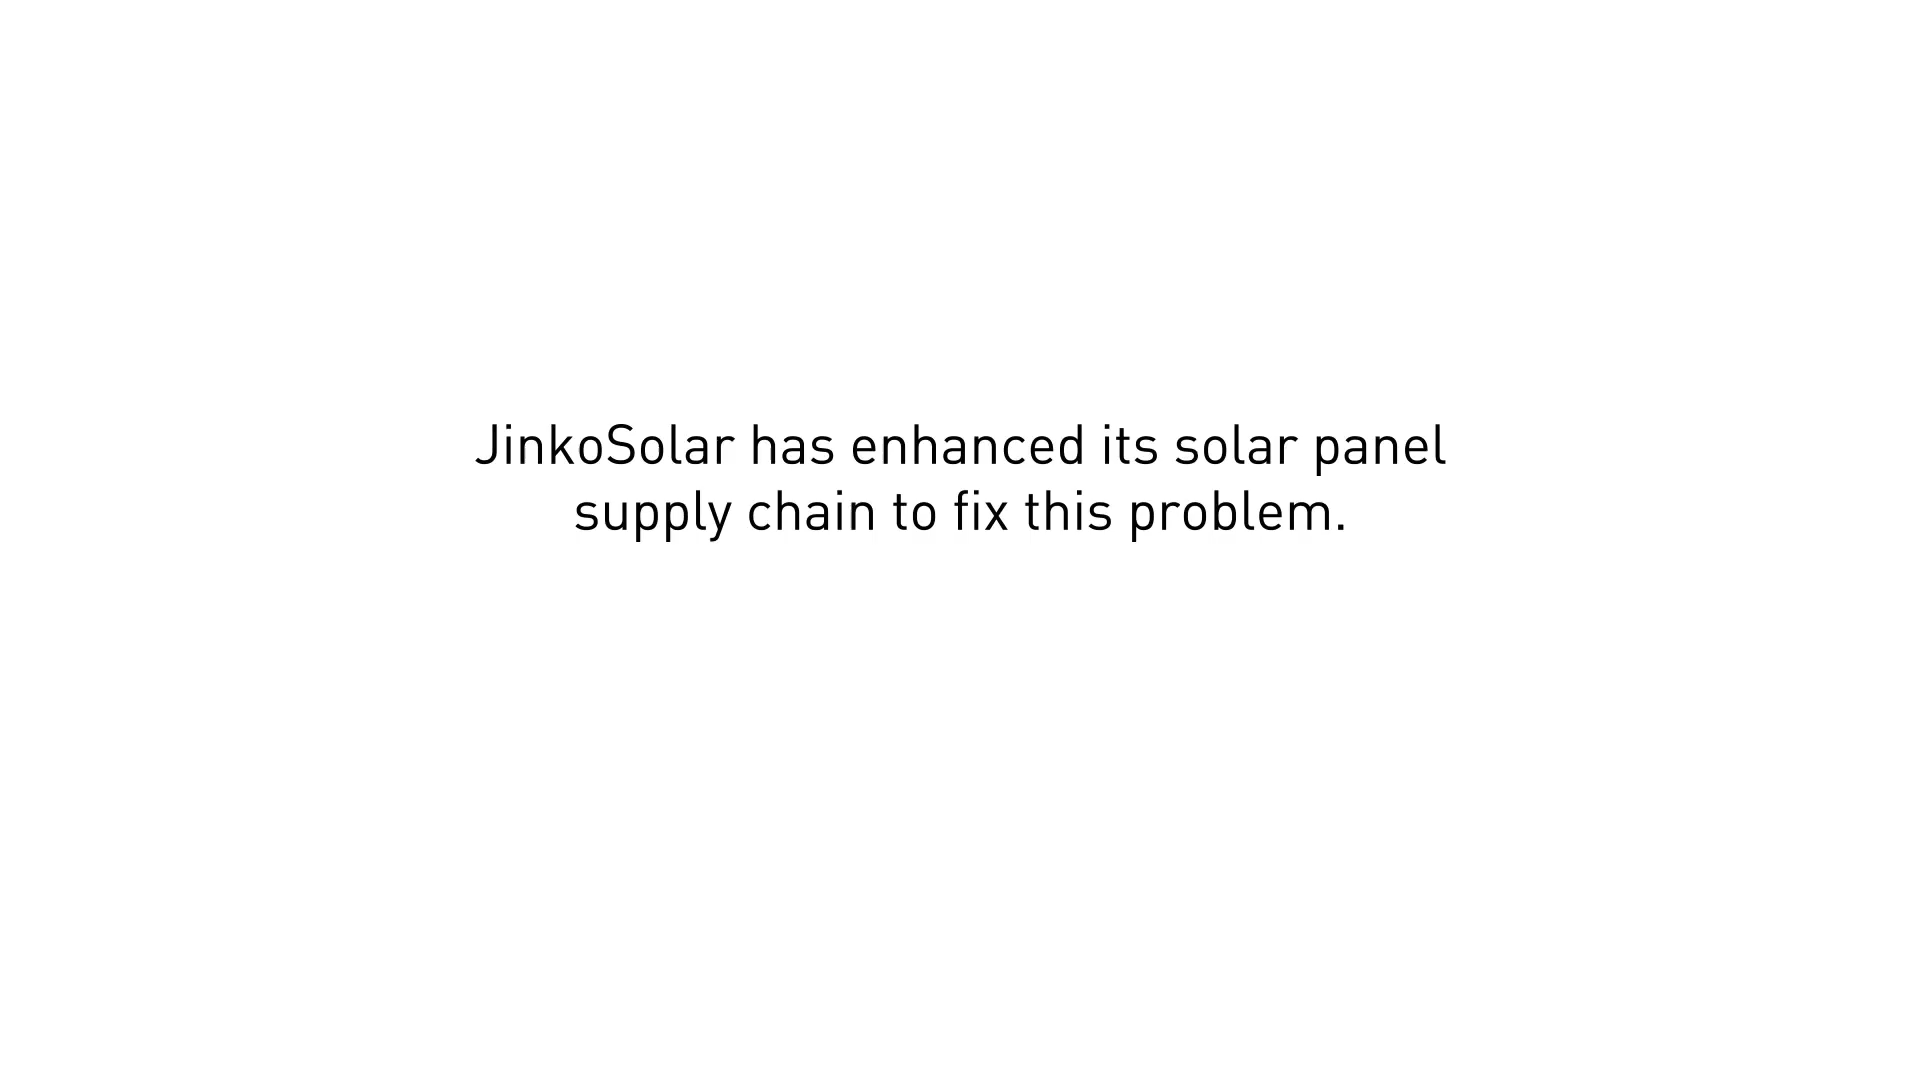 JinkoSolar has enhanced its solar panel
supply chain to fix this problem.